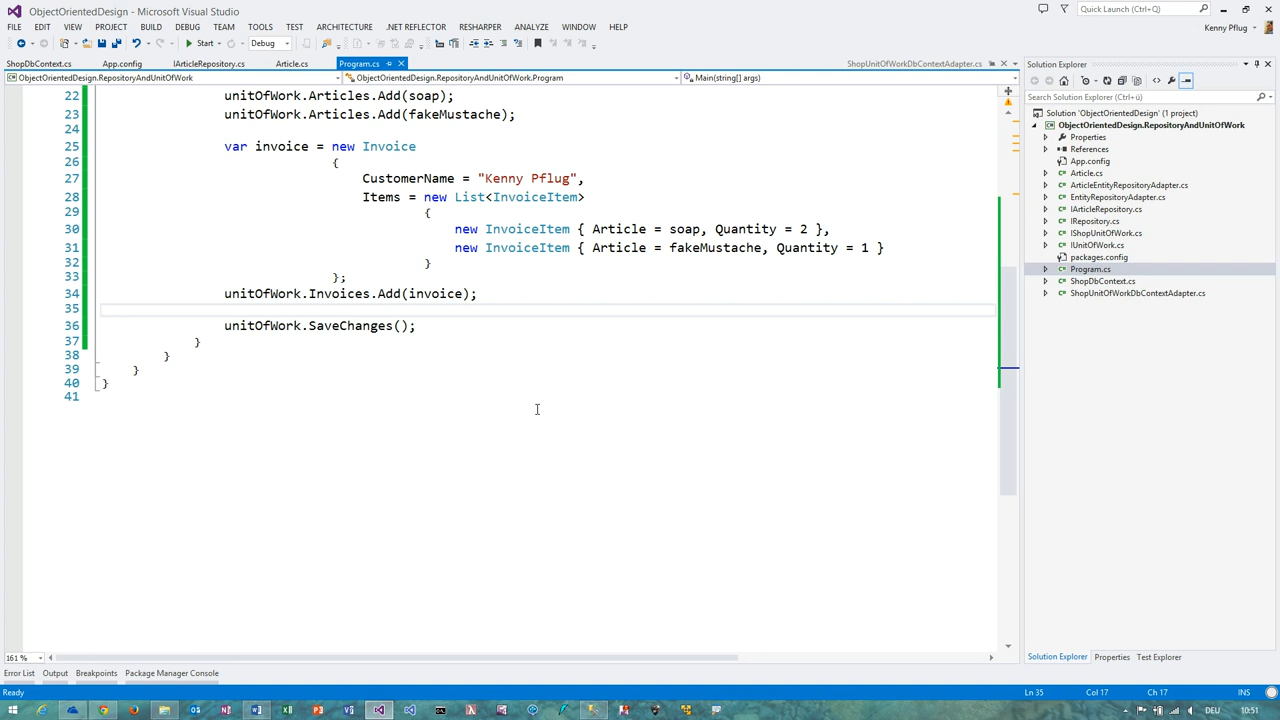 ObjectOrientedDesign - Microsoft Visual Studio
Quick Launch (Ctrl+Q)
FILE EDIT VIEW PROJECT BUILD DEBUG TEAM TOOLS TEST ARCHITECTURE .NET REFLECTOR RESHARPER ANALYZE WINDOW HELP
Kenny Pflug
Start Debug
ShopDbContext.cs App.config IArticleRepository.cs Article.cs Program.cs ShopUnitOfWorkDbContextAdapter.cs
ObjectOrientedDesign.RepositoryAndUnitOfWork ObjectOrientedDesign.RepositoryAndUnitOfWork.Program Main(string[] args)
22 unitOfWork.Articles.Add(soap);
23 unitOfWork.Articles.Add(fakeMustache);
24
25 var invoice = new Invoice
26 {
27 CustomerName = "Kenny Pflug",
28 Items = new List<InvoiceItem>
29 {
30 new InvoiceItem { Article = soap, Quantity = 2 },
31 new InvoiceItem { Article = fakeMustache, Quantity = 1 }
32 }
33 };
34 unitOfWork.Invoices.Add(invoice);
35
36 unitOfWork.SaveChanges();
37 }
38 }
39 }
40 }
41
161 %
Solution Explorer
Search Solution Explorer (Ctrl+ü)
Solution 'ObjectOrientedDesign' (1 project)
ObjectOrientedDesign.RepositoryAndUnitOfWork
Properties
References
App.config
Article.cs
ArticleEntityRepositoryAdapter.cs
EntityRepositoryAdapter.cs
IArticleRepository.cs
IRepository.cs
IShopUnitOfWork.cs
IUnitOfWork.cs
packages.config
Program.cs
ShopDbContext.cs
ShopUnitOfWorkDbContextAdapter.cs
Solution Explorer Properties Test Explorer
Error List Output Breakpoints Package Manager Console
Ready Ln 35 Col 17 Ch 17 INS
DEU 10:51